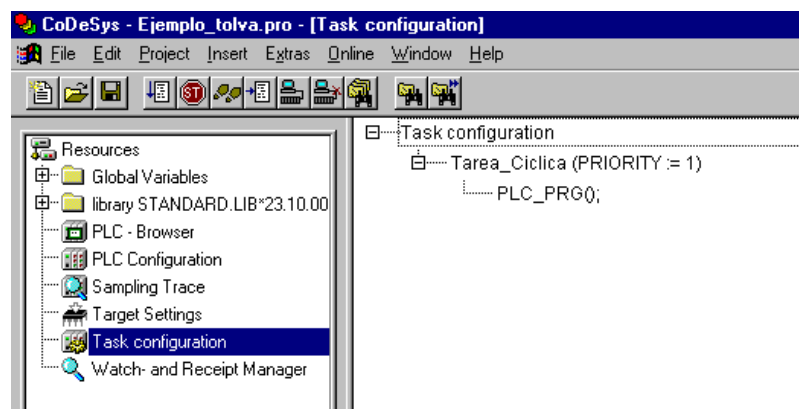 CoDeSys - Ejemplo_tolva.pro - [Task configuration]
File Edit Project Insert Extras Online Window Help
ST
Resources
Global Variables
library STANDARD.LIB*23.10.00
PLC - Browser
PLC Configuration
Sampling Trace
Target Settings
Task configuration
Watch- and Receipt Manager
Task configuration
Tarea_Ciclica (PRIORITY := 1)
PLC_PRG();